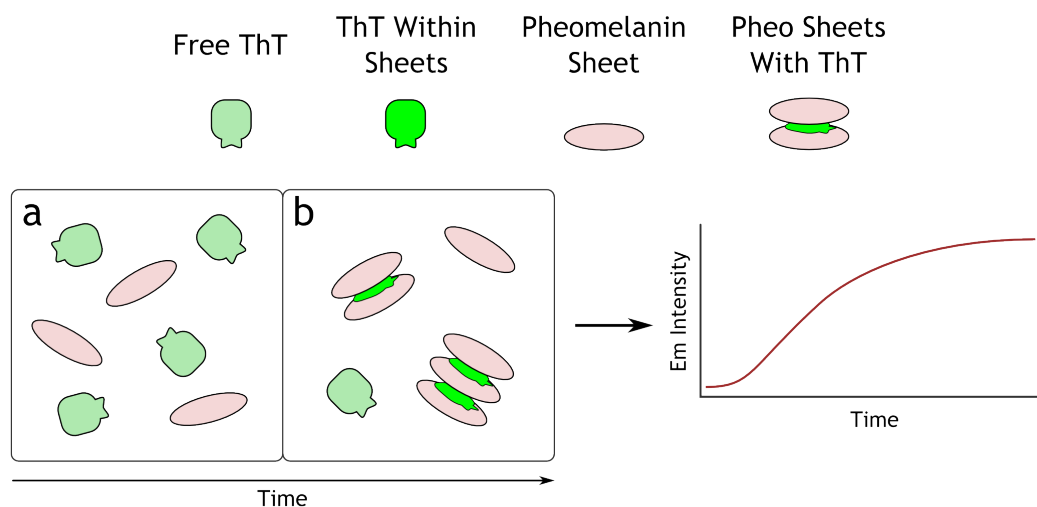 Free ThT
ThT Within
Sheets
Pheomelanin
Sheet
Pheo Sheets
With ThT
a
b
Time
Em Intensity
Time